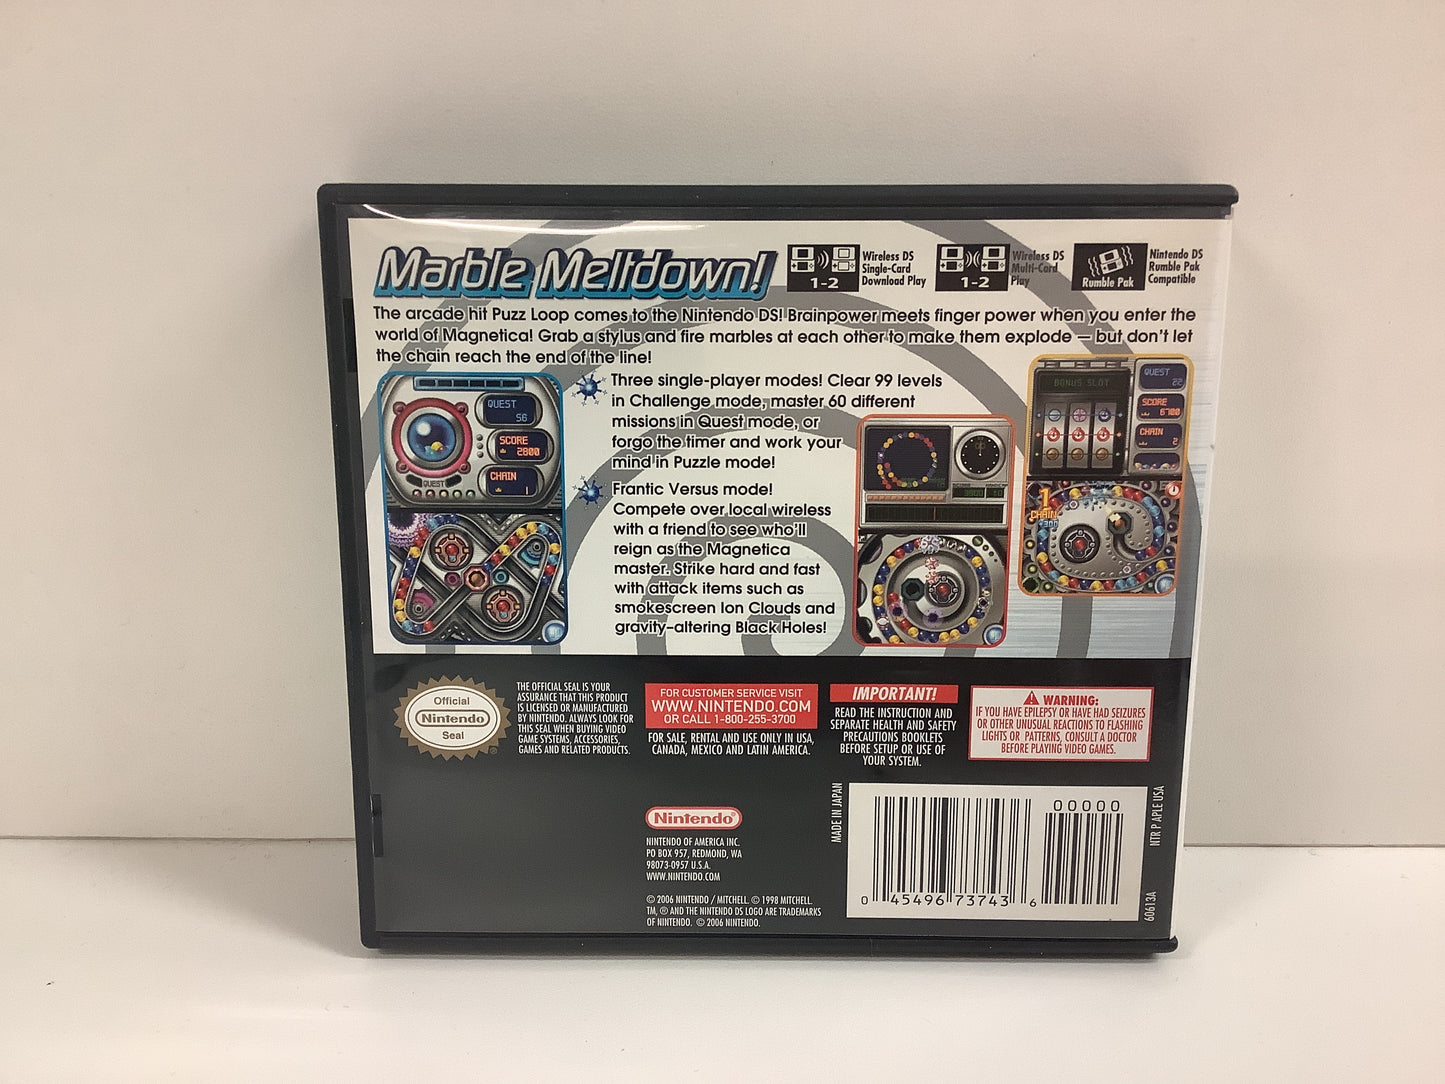 Marble Meltdown!
Wireless DS
Single-Card
Download Play
1-2
Wireless DS
Multi-Card
Play
1-2
Nintendo DS
Rumble Pak
Compatible
Rumble Pak
The arcade hit Puzz Loop comes to the Nintendo DS! Brainpower meets finger power when you enter the
world of Magnetica! Grab a stylus and fire marbles at each other to make them explode — but don't let
the chain reach the end of the line!
QUEST
56
SCORE
2800
CHAIN
1
QUEST
Three single-player modes! Clear 99 levels
in Challenge mode, master 60 different
missions in Quest mode, or
forgo the timer and work your
mind in Puzzle mode!
Frantic Versus mode!
Compete over local wireless
with a friend to see who'll
reign as the Magnetica
master. Strike hard and fast
with attack items such as
smokescreen Ion Clouds and
gravity-altering Black Holes!
BONUS SLOT
QUEST
22
SCORE
6700
CHAIN
2
1
CHAIN
+300
Official
Nintendo
Seal
THE OFFICIAL SEAL IS YOUR
ASSURANCE THAT THIS PRODUCT
IS LICENSED OR MANUFACTURED
BY NINTENDO. ALWAYS LOOK FOR
THIS SEAL WHEN BUYING VIDEO
GAME SYSTEMS, ACCESSORIES,
GAMES AND RELATED PRODUCTS.
FOR CUSTOMER SERVICE VISIT
WWW.NINTENDO.COM
OR CALL 1-800-255-3700
FOR SALE, RENTAL AND USE ONLY IN USA,
CANADA, MEXICO AND LATIN AMERICA.
IMPORTANT!
READ THE INSTRUCTION AND
SEPARATE HEALTH AND SAFETY
PRECAUTIONS BOOKLETS
BEFORE SETUP OR USE OF
YOUR SYSTEM.
WARNING:
IF YOU HAVE EPILEPSY OR HAVE HAD SEIZURES
OR OTHER UNUSUAL REACTIONS TO FLASHING
LIGHTS OR PATTERNS, CONSULT A DOCTOR
BEFORE PLAYING VIDEO GAMES.
Nintendo
NINTENDO OF AMERICA INC.
PO BOX 957, REDMOND, WA
98073-0957 U.S.A.
WWW.NINTENDO.COM
© 2006 NINTENDO / MITCHELL. © 1998 MITCHELL.
TM, ® AND THE NINTENDO DS LOGO ARE TRADEMARKS
OF NINTENDO. © 2006 NINTENDO.
MADE IN JAPAN
00000
0 45496 73743 6
NTR P APLE USA
60613A